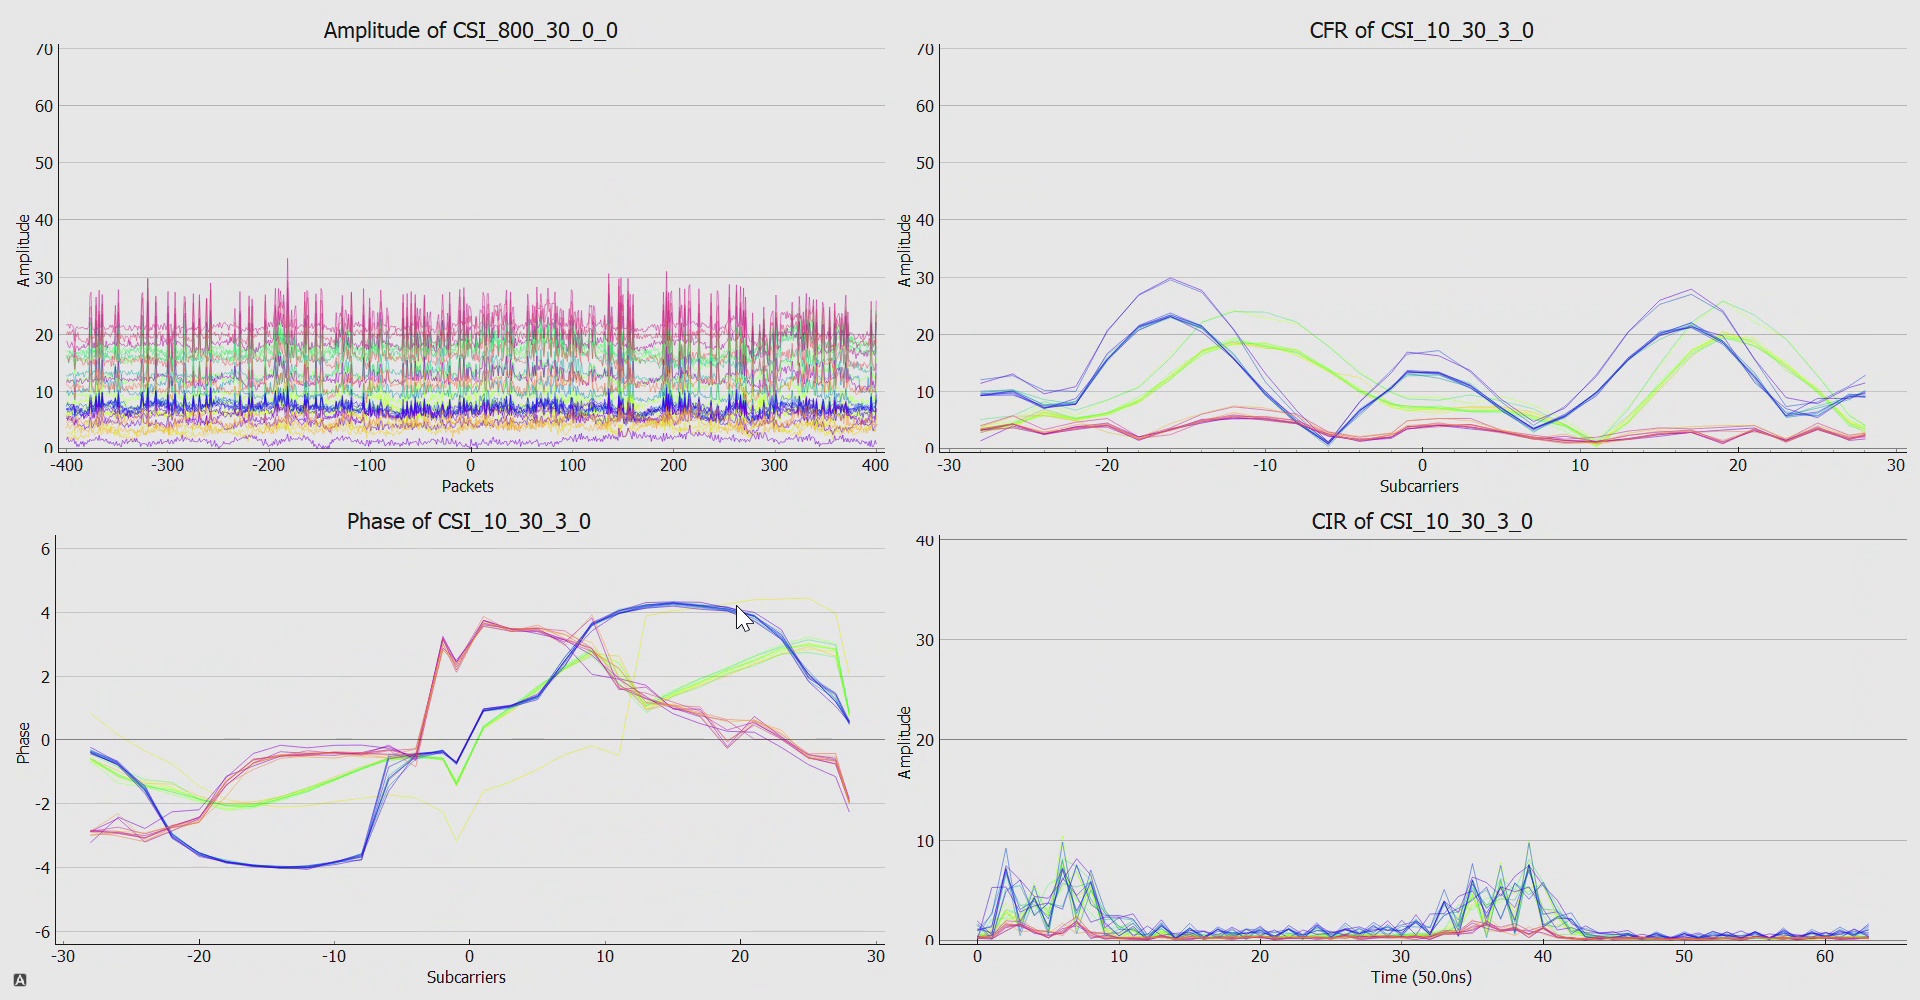 Amplitude of CSI_800_30_0_0
70
60
50
40
30
20
10
0
Amplitude
-400 -300 -200 -100 0 100 200 300 400
Packets
CFR of CSI_10_30_3_0
70
60
50
40
30
20
10
0
Amplitude
-30 -20 -10 0 10 20 30
Subcarriers
Phase of CSI_10_30_3_0
6
4
2
0
-2
-4
-6
Phase
-30 -20 -10 0 10 20 30
Subcarriers
A
CIR of CSI_10_30_3_0
40
30
20
10
0
Amplitude
0 10 20 30 40 50 60
Time (50.0ns)